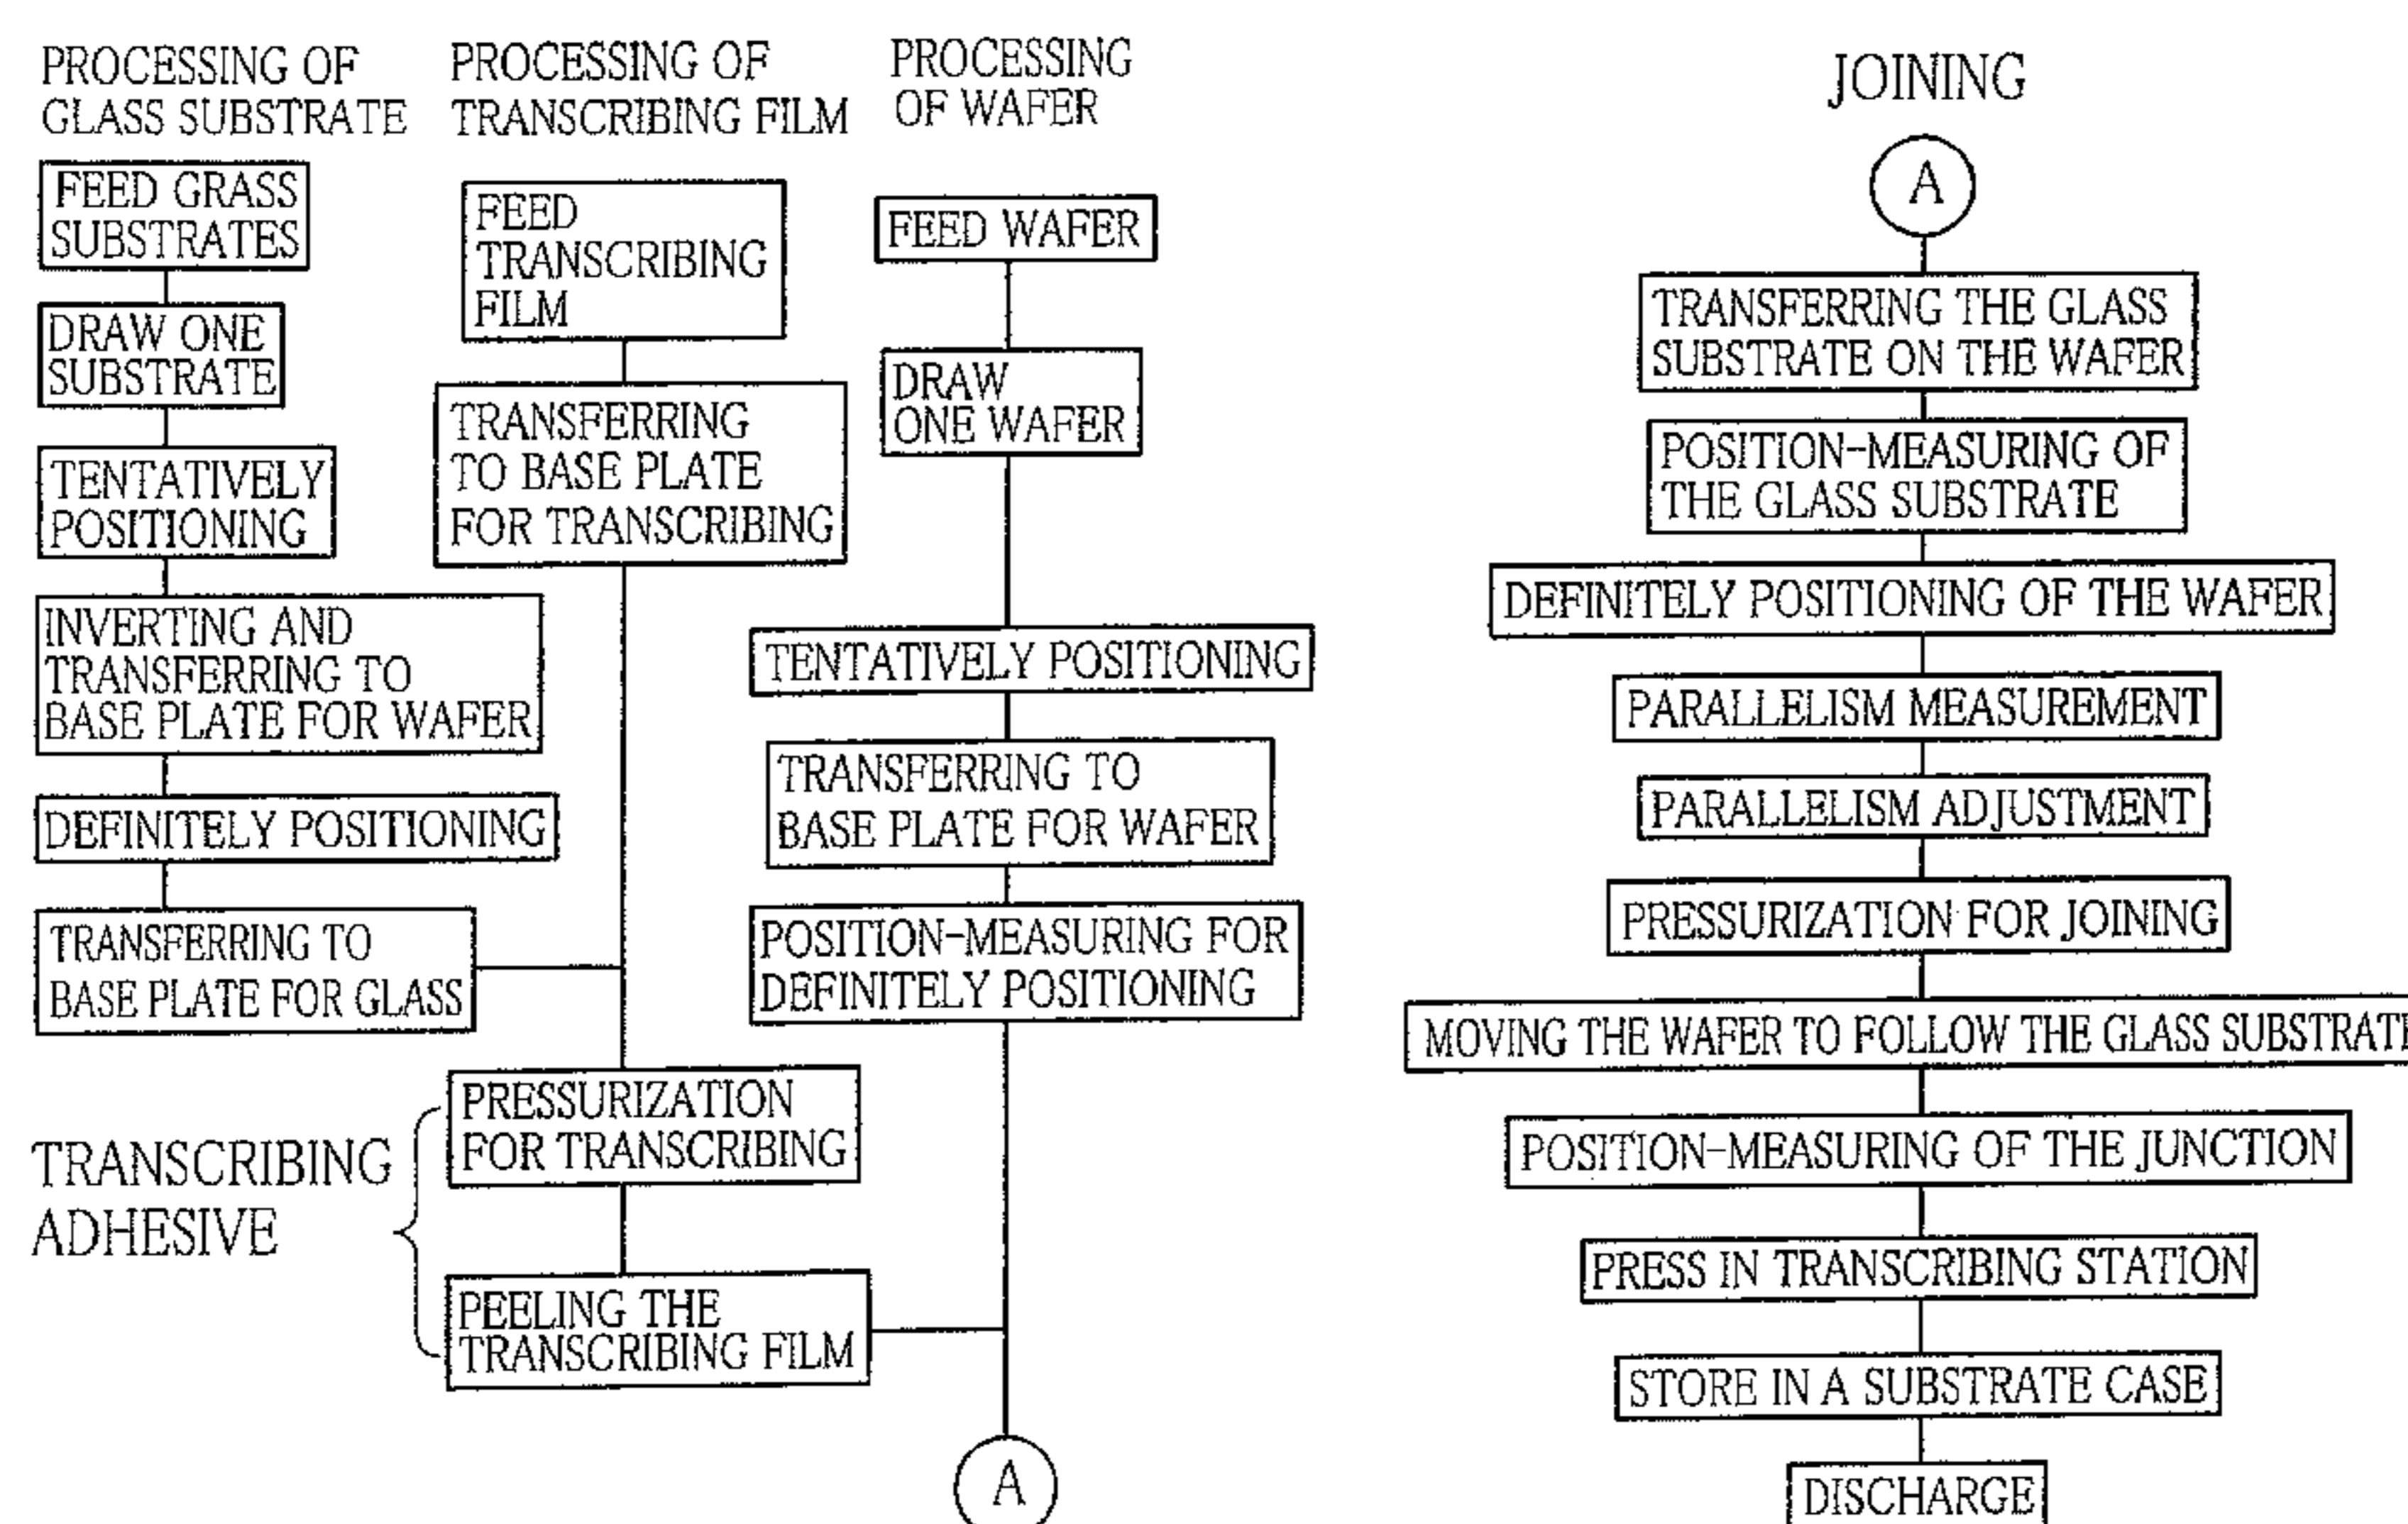 PROCESSING OF
GLASS SUBSTRATE
FEED GRASS
SUBSTRATES
DRAW ONE
SUBSTRATE
TENTATIVELY
POSITIONING
INVERTING AND
TRANSFERRING TO
BASE PLATE FOR WAFER
DEFINITELY POSITIONING
TRANSFERRING TO
BASE PLATE FOR GLASS
PROCESSING OF
TRANSCRIBING FILM
FEED
TRANSCRIBING
FILM
TRANSFERRING
TO BASE PLATE
FOR TRANSCRIBING
TRANSCRIBING
ADHESIVE
PRESSURIZATION
FOR TRANSCRIBING
PEELING THE
TRANSCRIBING FILM
PROCESSING
OF WAFER
FEED WAFER
DRAW
ONE WAFER
TENTATIVELY POSITIONING
TRANSFERRING TO
BASE PLATE FOR WAFER
POSITION-MEASURING FOR
DEFINITELY POSITIONING
A
JOINING
A
TRANSFERRING THE GLASS
SUBSTRATE ON THE WAFER
POSITION-MEASURING OF
THE GLASS SUBSTRATE
DEFINITELY POSITIONING OF THE WAFER
PARALLELISM MEASUREMENT
PARALLELISM ADJUSTMENT
PRESSURIZATION FOR JOINING
MOVING THE WAFER TO FOLLOW THE GLASS SUBSTRATE
POSITION-MEASURING OF THE JUNCTION
PRESS IN TRANSCRIBING STATION
STORE IN A SUBSTRATE CASE
DISCHARGE